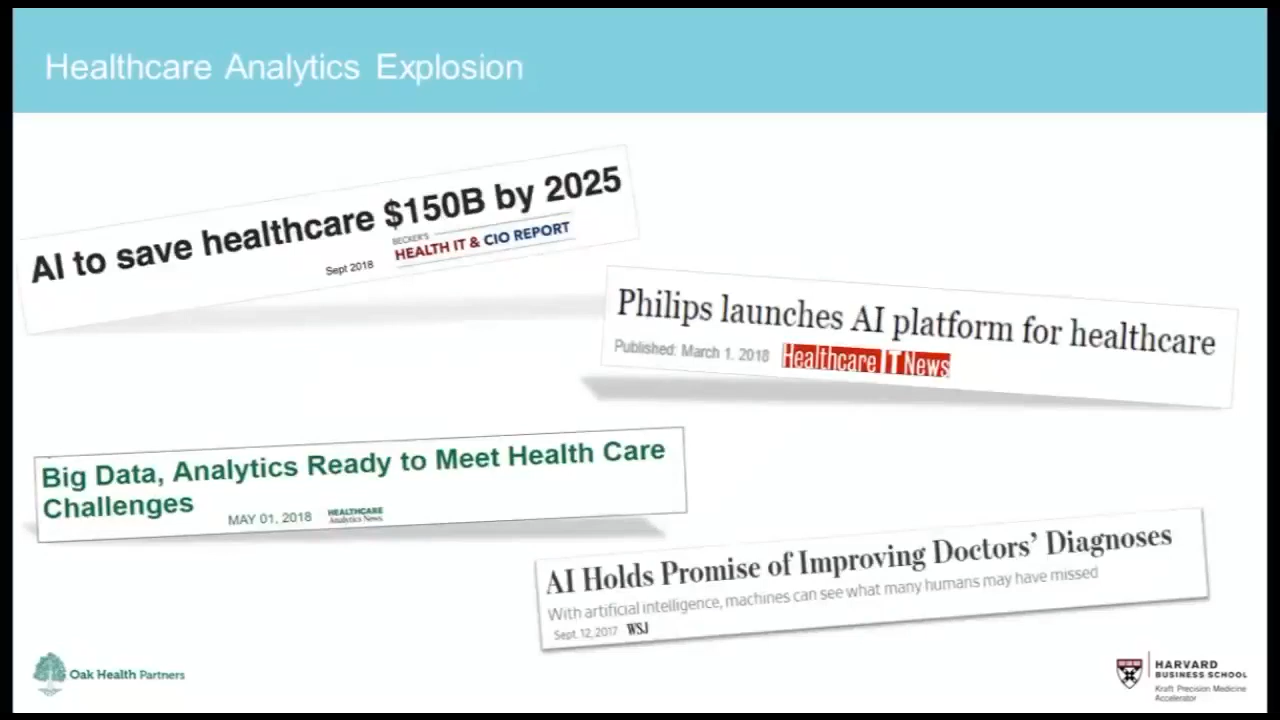 Healthcare Analytics Explosion
AI to save healthcare $150B by 2025
Sept 2018
BECKER'S
HEALTH IT & CIO REPORT
Philips launches AI platform for healthcare
Published: March 1, 2018 Healthcare IT News
Big Data, Analytics Ready to Meet Health Care
Challenges
MAY 01, 2018
HEALTHCARE
Analytics News
AI Holds Promise of Improving Doctors' Diagnoses
With artificial intelligence, machines can see what many humans may have missed
Sept. 12, 2017 WSJ
Oak Health Partners
HARVARD
BUSINESS SCHOOL
Kraft Precision Medicine
Accelerator